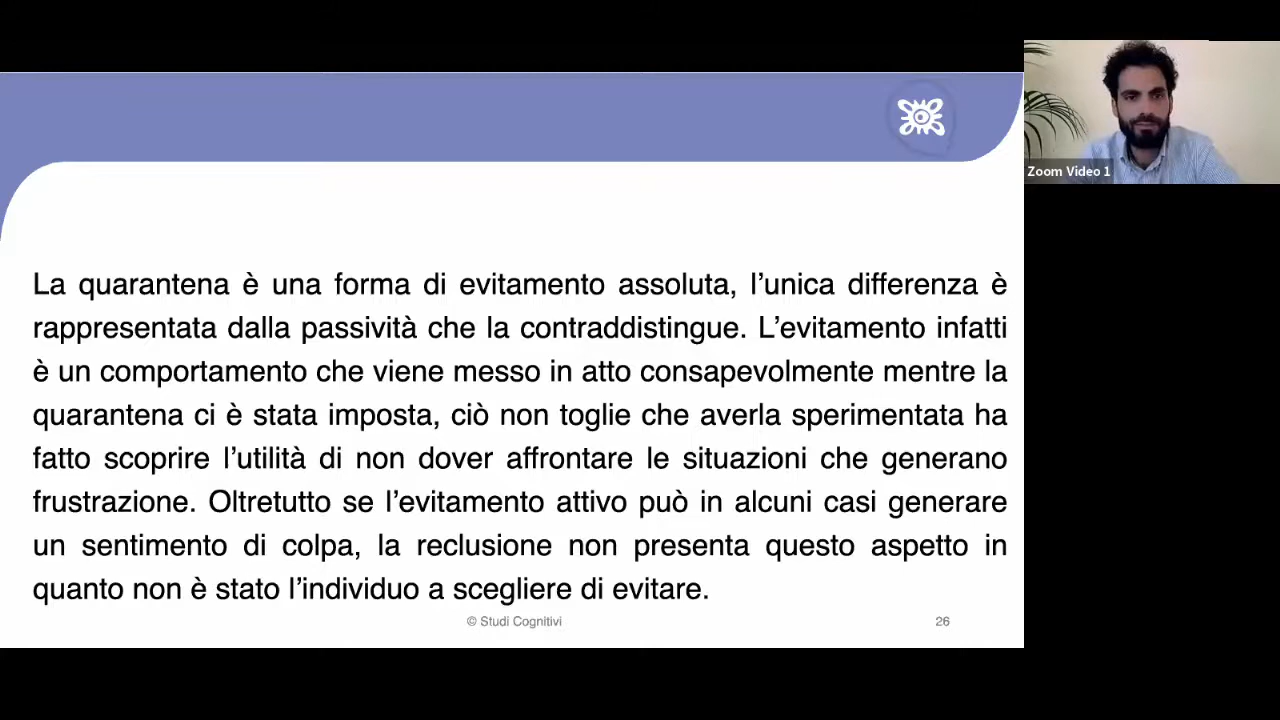 La quarantena è una forma di evitamento assoluta, l’unica differenza è
rappresentata dalla passività che la contraddistingue. L’evitamento infatti
è un comportamento che viene messo in atto consapevolmente mentre la
quarantena ci è stata imposta, ciò non toglie che averla sperimentata ha
fatto scoprire l’utilità di non dover affrontare le situazioni che generano
frustrazione. Oltretutto se l’evitamento attivo può in alcuni casi generare
un sentimento di colpa, la reclusione non presenta questo aspetto in
quanto non è stato l’individuo a scegliere di evitare.
© Studi Cognitivi
26
Zoom Video 1